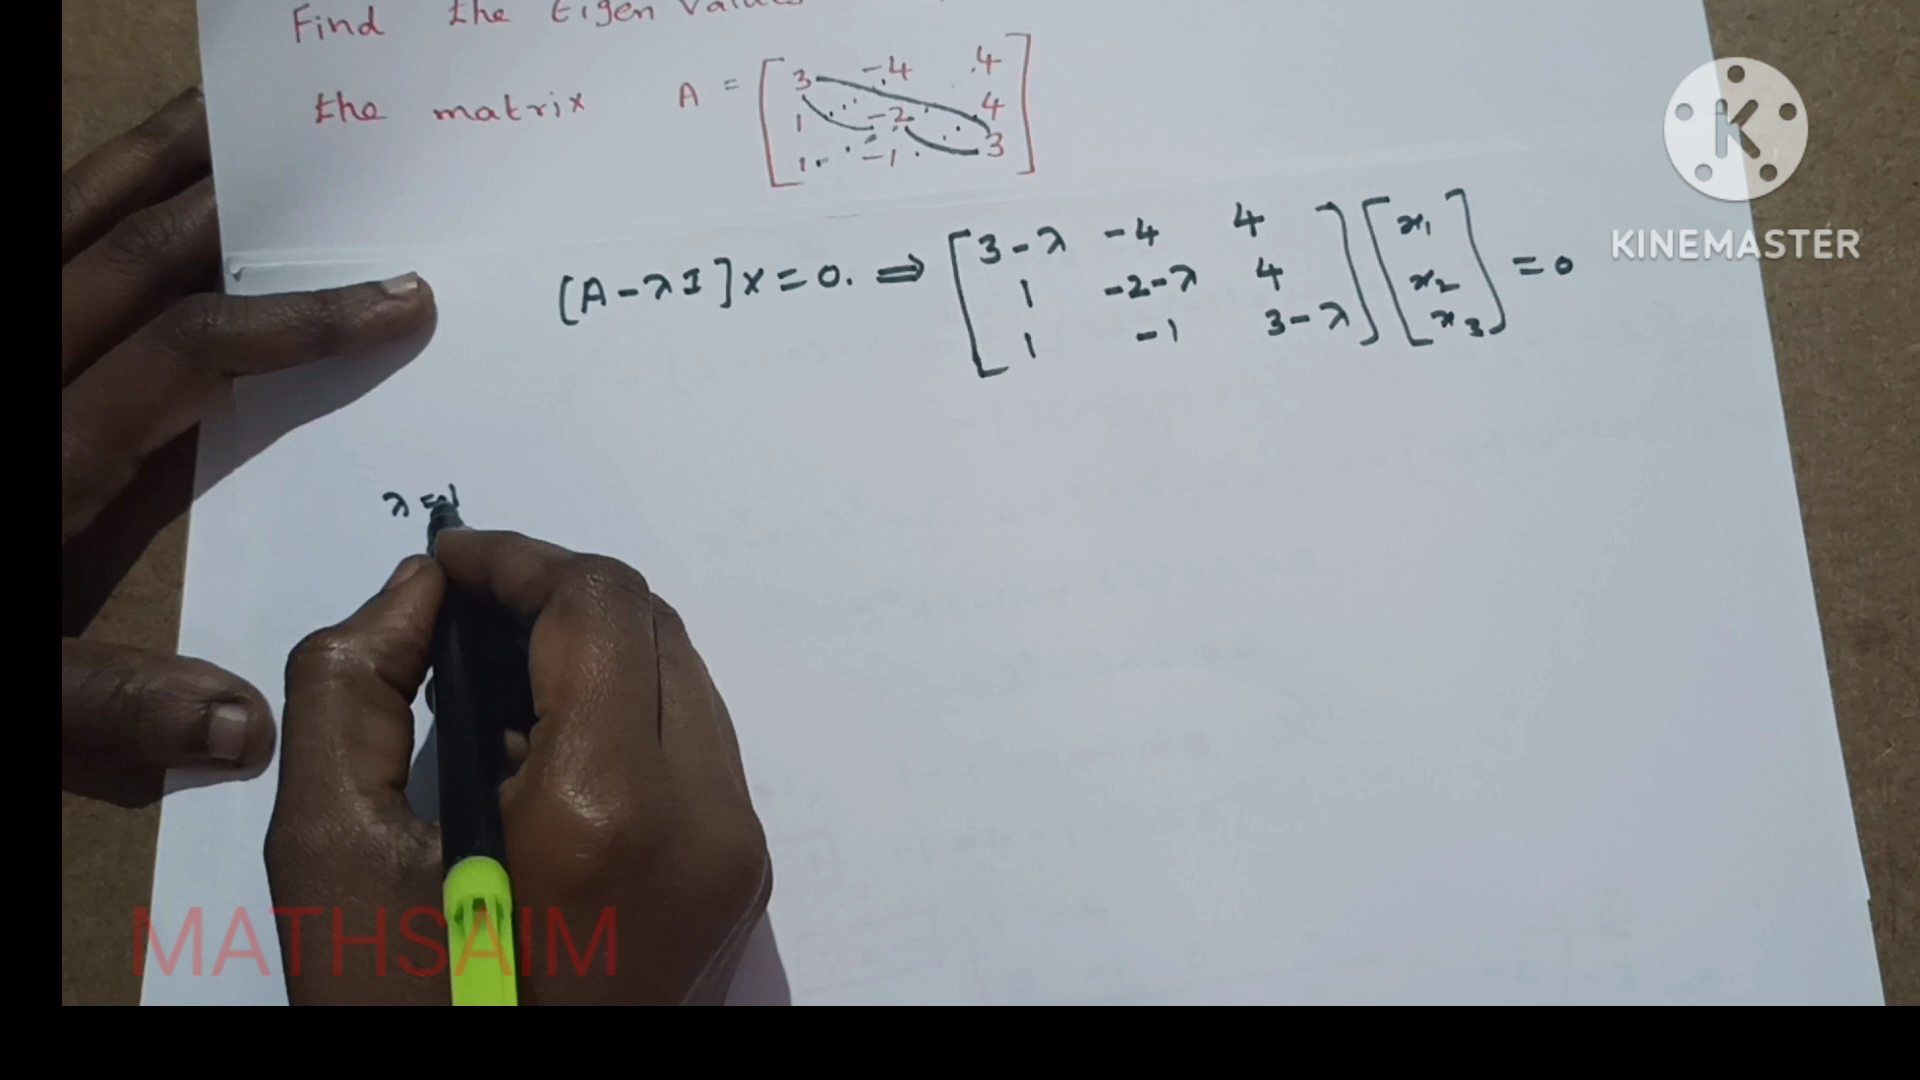 Find the Eigen Values
the matrix A = [3 -4 4
1 -2 4
1 -1 3]
[A-λI]x=0. ⇒ [3-λ -4 4
1 -2-λ 4
1 -1 3-λ] [x₁
x₂
x₃] =0
λ =
KINEMASTER
MATHSAIM